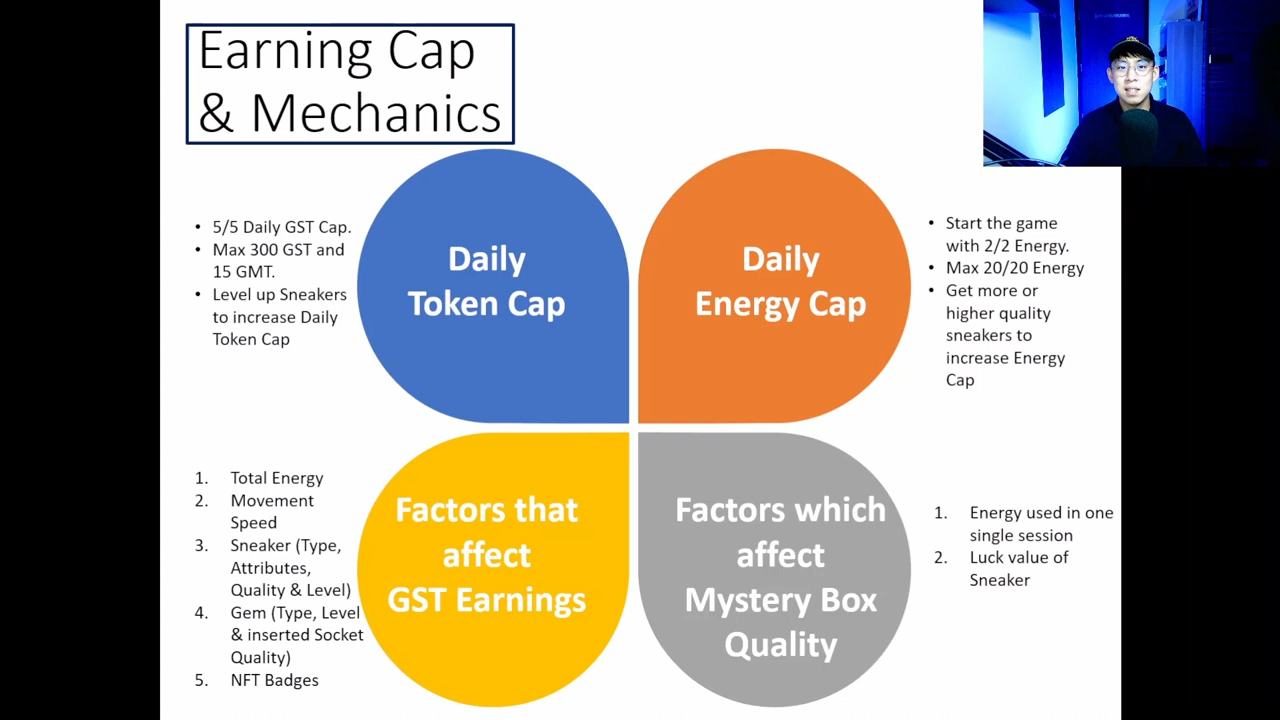 Earning Cap
& Mechanics
• 5/5 Daily GST Cap.
• Max 300 GST and
15 GMT.
• Level up Sneakers
to increase Daily
Token Cap
Daily
Token Cap
Daily
Energy Cap
• Start the game
with 2/2 Energy.
• Max 20/20 Energy
• Get more or
higher quality
sneakers to
increase Energy
Cap
1. Total Energy
2. Movement
Speed
3. Sneaker (Type,
Attributes,
Quality & Level)
4. Gem (Type, Level
& inserted Socket
Quality)
5. NFT Badges
Factors that
affect
GST Earnings
Factors which
affect
Mystery Box
Quality
1. Energy used in one
single session
2. Luck value of
Sneaker